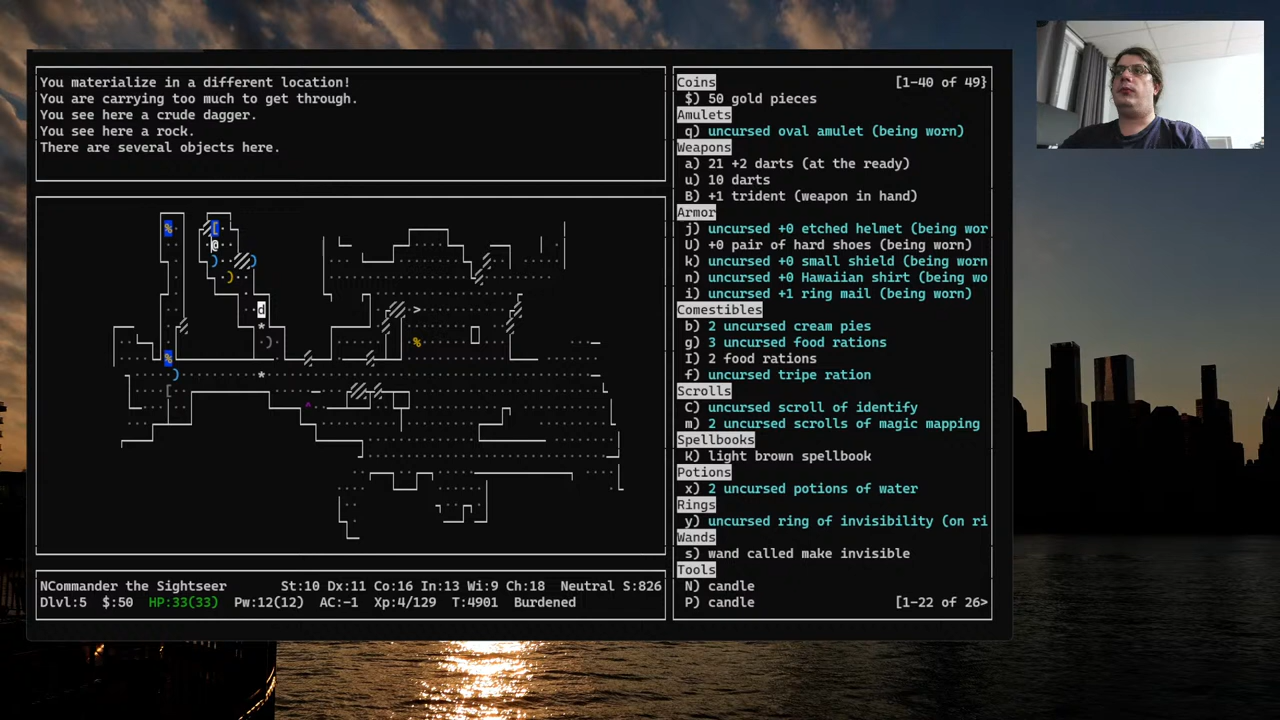 You materialize in a different location!
You are carrying too much to get through.
You see here a crude dagger.
You see here a rock.
There are several objects here.
NCommander the Sightseer St:10 Dx:11 Co:16 In:13 Wi:9 Ch:18 Neutral S:826
Dlvl:5 $:50 HP:33(33) Pw:12(12) AC:-1 Xp:4/129 T:4901 Burdened
Coins [1-40 of 49}
$) 50 gold pieces
Amulets
q) uncursed oval amulet (being worn)
Weapons
a) 21 +2 darts (at the ready)
u) 10 darts
B) +1 trident (weapon in hand)
Armor
j) uncursed +0 etched helmet (being wor
U) +0 pair of hard shoes (being worn)
k) uncursed +0 small shield (being worn
n) uncursed +0 Hawaiian shirt (being wo
i) uncursed +1 ring mail (being worn)
Comestibles
b) 2 uncursed cream pies
g) 3 uncursed food rations
I) 2 food rations
f) uncursed tripe ration
Scrolls
C) uncursed scroll of identify
m) 2 uncursed scrolls of magic mapping
Spellbooks
K) light brown spellbook
Potions
x) 2 uncursed potions of water
Rings
y) uncursed ring of invisibility (on ri
Wands
s) wand called make invisible
Tools
N) candle
P) candle [1-22 of 26>